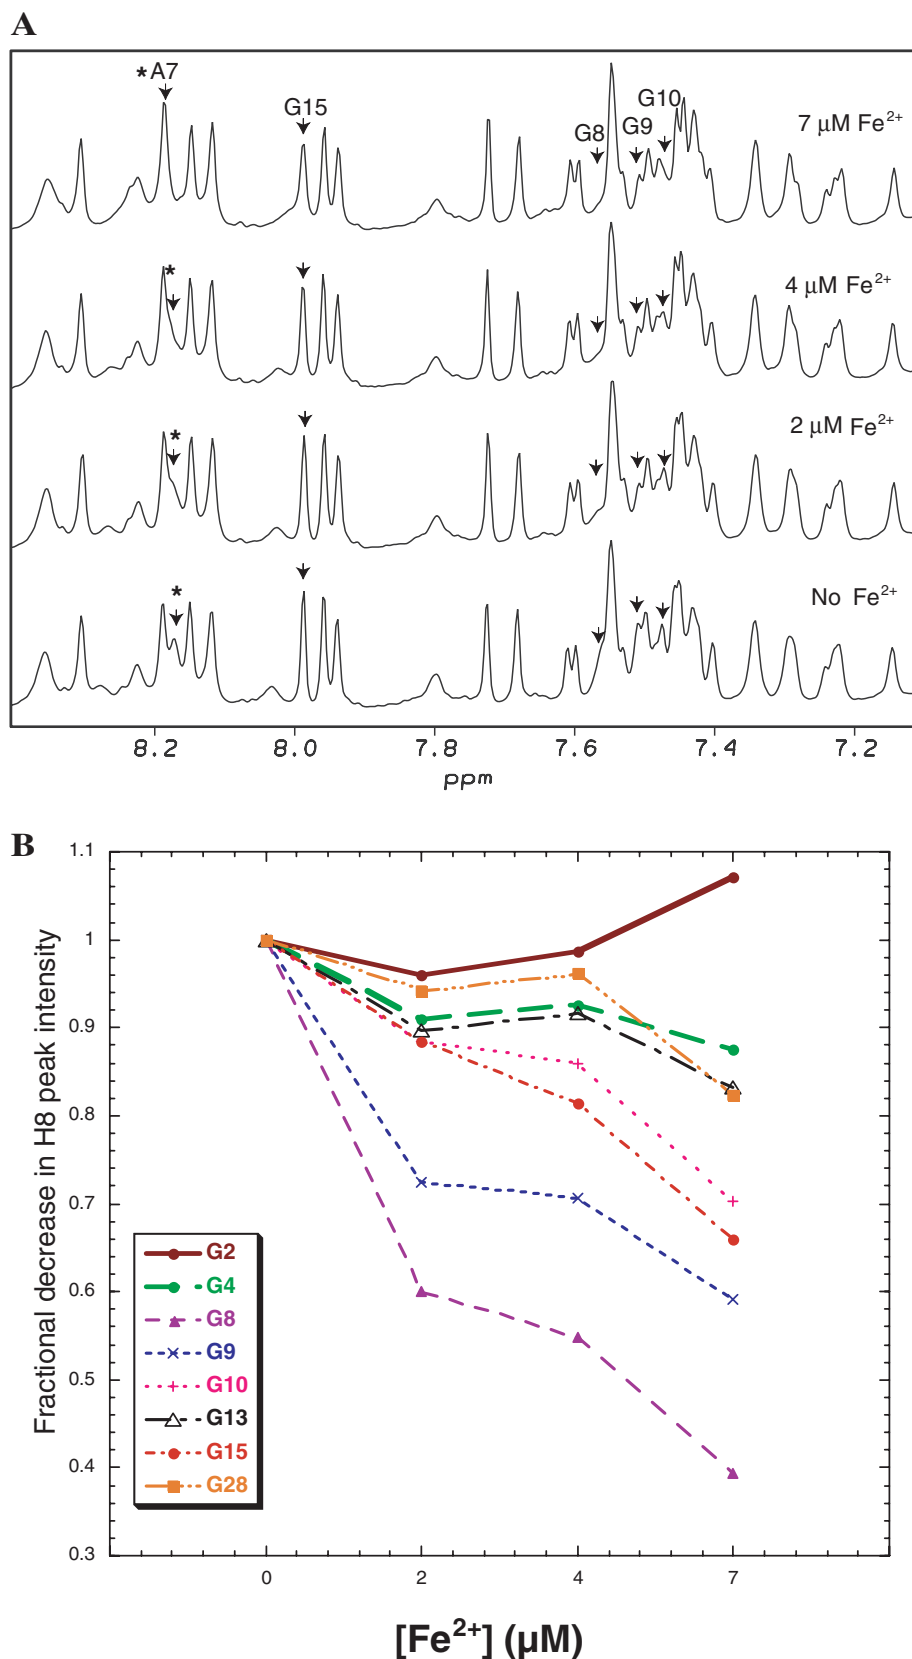 A
*A7
G15
G8
G9
G10
7 μM Fe²⁺
*
4 μM Fe²⁺
*
2 μM Fe²⁺
*
No Fe²⁺
8.2 8.0 7.8 7.6 7.4 7.2
ppm
B
Fractional decrease in H8 peak intensity
1.1
1
0.9
0.8
0.7
0.6
0.5
0.4
0.3
G2
G4
G8
G9
G10
G13
G15
G28
0 2 4 7
[Fe²⁺] (μM)